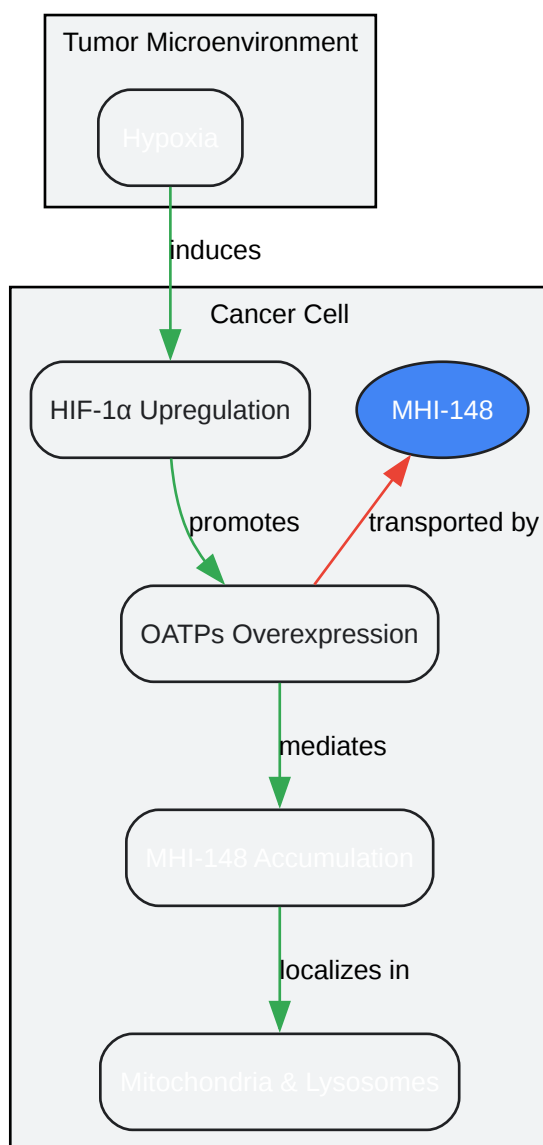 Tumor Microenvironment
Hypoxia
induces
Cancer Cell
HIF-1α Upregulation
MHI-148
promotes
transported by
OATPs Overexpression
mediates
MHI-148 Accumulation
localizes in
Mitochondria & Lysosomes